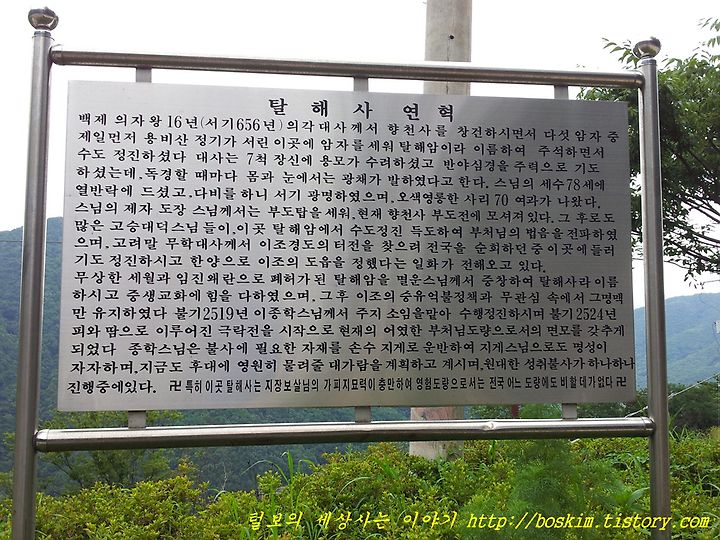 탈해사연혁
백제 의자왕 16년(서기656년) 의각대사께서 향천사를 창건하시면서 다섯 암자 중
제일먼저 용비산 정기가 서린 이곳에 암자를 세워 탈해암이라 이름하여 주석하면서
수도 정진하셨다 대사는 7척 장신에 용모가 수려하셨고 반야심경을 주력으로 기도
하셨는데, 독경할 때마다 몸과 눈에서는 광채가 발하였다고 한다. 스님의 세수78세에
열반락에 드셨고, 다비를 하니 서기 광명하였으며, 오색영롱한 사리 70 여과가 나왔다.
스님의 제자 도장 스님께서는 부도탑을 세워, 현재 향천사 부도전에 모셔져있다. 그 후로도
많은 고승대덕스님들이, 이곳 탈해암에서 수도정진 득도하여 부처님의 법음을 전파하였
으며, 고려말 무학대사께서 이조경도의 터전을 찾으려 전국을 순회하던중이곳에들러
기도 정진하시고 한양으로 이조의 도읍을 정했다는 일화가 전해오고 있다.
무상한 세월과 임진왜란으로 폐허가 된 탈해암을 멸운스님께서 중창하여 탈해사라 이름
하시고 중생교화에 힘을 다하였으며, 그후 이조의 숭유억불정책과 무관심 속에서 그명맥
만 유지하였다 불기2519년 이종학스님께서 주지 소임을맡아 수행정진하시며 불기2524년
피와 땀으로 이루어진 극락전을 시작으로 현재의 어엿한 부처님도량으로서의 면모를 갖추게
되었다 종학스님은 불사에 필요한 자재를 손수 지게로 운반하여 지게스님으로도 명성이
자자하며, 지금도 후대에 영원히 물려줄 대가람을 계획하고 계시며, 원대한 성취불사가 하나하나
진행중에있다. 卍 특히 이곳 탈해사는 지장보살님의 가피지묘력이 충만하여 영험도량으로서는 전국 어느 도량에도 비할 데가 없다 卍
털보의 세상사는 이야기 http://boskim.tistory.com/